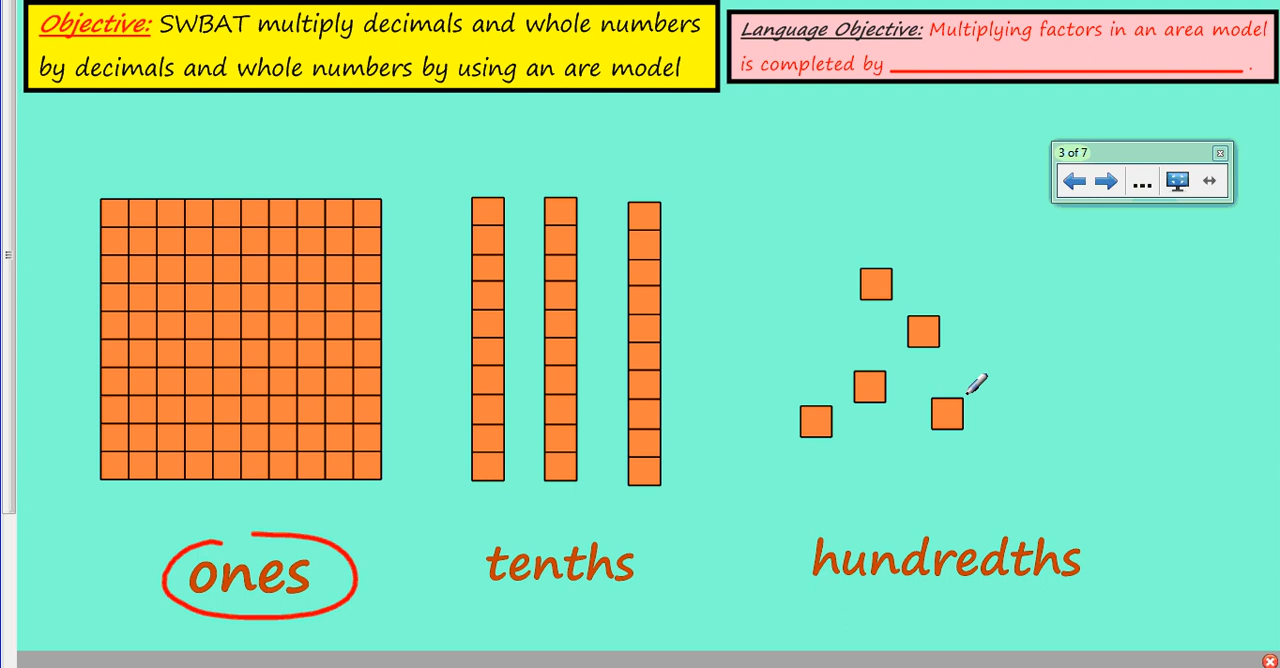 Objective: SWBAT multiply decimals and whole numbers
by decimals and whole numbers by using an are model
Language Objective: Multiplying factors in an area model
is completed by ______________________________ .
3 of 7
ones
tenths
hundredths